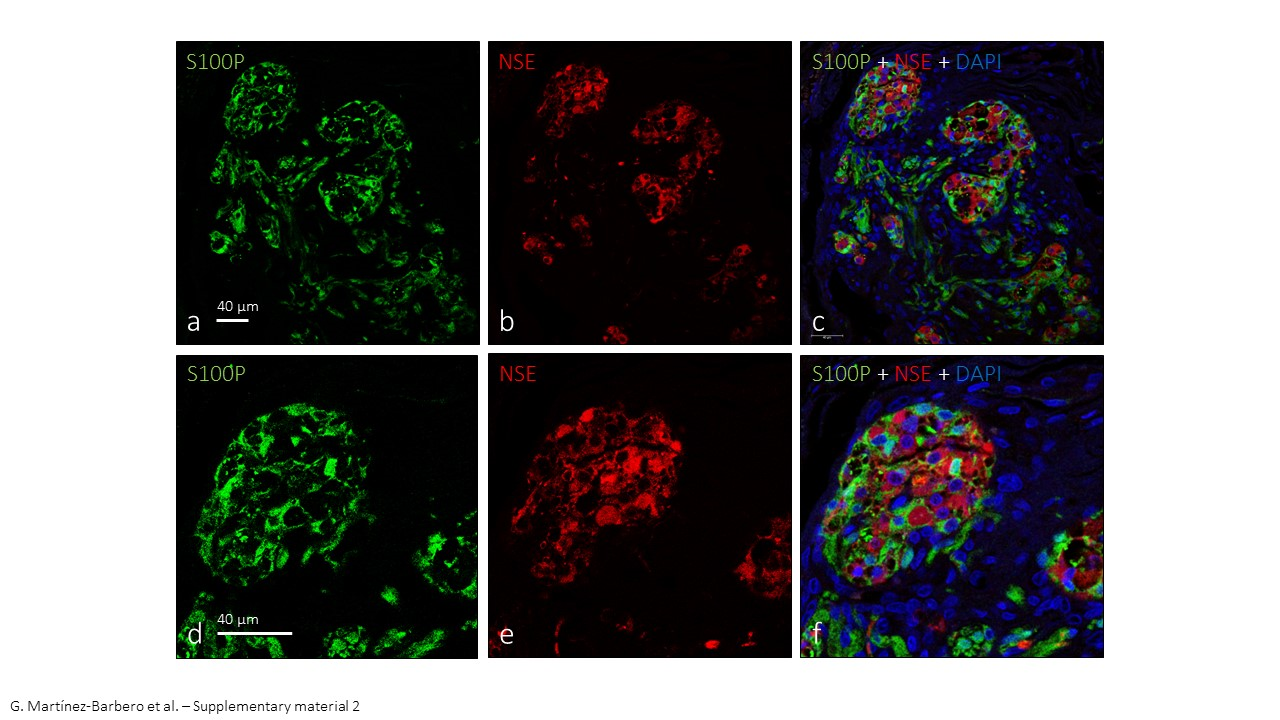 S100P
NSE
S100P + NSE + DAPI
40 μm
a
b
c
S100P
NSE
S100P + NSE + DAPI
40 μm
d
e
f
G. Martínez-Barbero et al. – Supplementary material 2